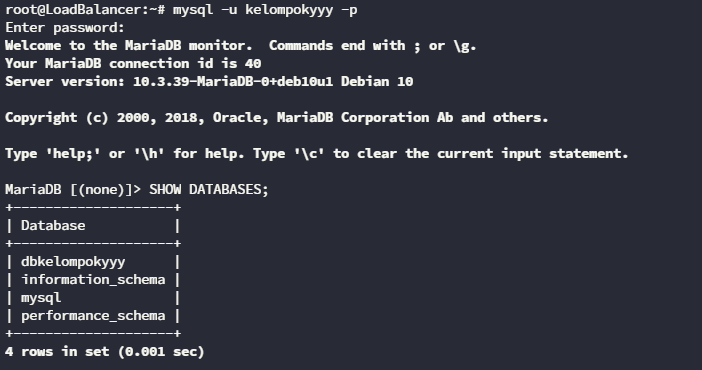 root@LoadBalancer:~# mysql -u kelompokyyy -p
Enter password:
Welcome to the MariaDB monitor.  Commands end with ; or \g.
Your MariaDB connection id is 40
Server version: 10.3.39-MariaDB-0+deb10u1 Debian 10
Copyright (c) 2000, 2018, Oracle, MariaDB Corporation Ab and others.
Type 'help;' or '\h' for help. Type '\c' to clear the current input statement.
MariaDB [(none)]> SHOW DATABASES;
+--------------------+
| Database           |
+--------------------+
| dbkelompokyyy      |
| information_schema |
| mysql              |
| performance_schema |
+--------------------+
4 rows in set (0.001 sec)